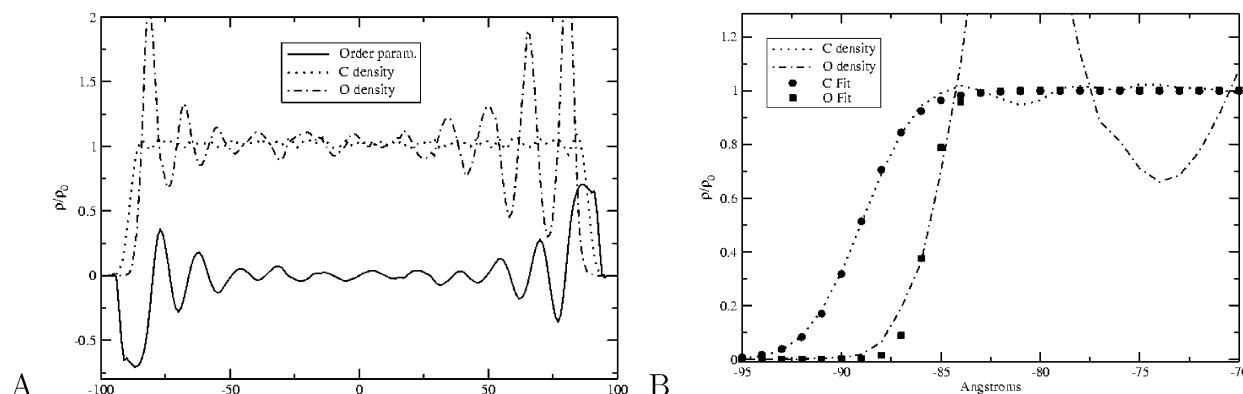 2
1.5
1
0.5
0
-0.5
ρ/ρ0
Order param.
C density
O density
-100
-50
0
50
100
A
1.2
1
0.8
0.6
0.4
0.2
0
ρ/ρ0
C density
O density
C Fit
O Fit
-95
-90
-85
-80
-75
-70
Angstroms
B